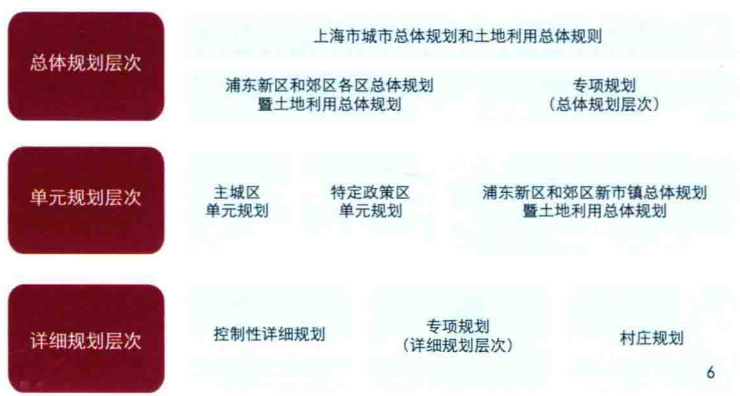 总体规划层次
上海市城市总体规划和土地利用总体规则
浦东新区和郊区各区总体规划
暨土地利用总体规划
专项规划
（总体规划层次）
单元规划层次
主城区
单元规划
特定政策区
单元规划
浦东新区和郊区新市镇总体规划
暨土地利用总体规划
详细规划层次
控制性详细规划
专项规划
（详细规划层次）
村庄规划
6